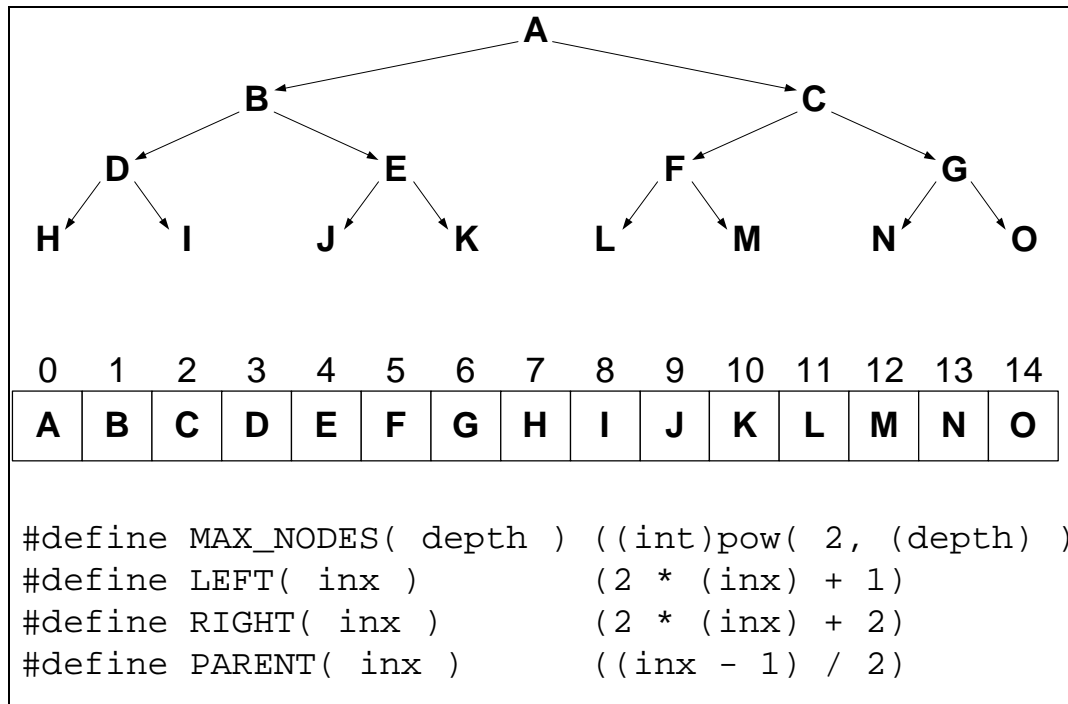 A
B C
D E F G
H I J K L M N O
0 1 2 3 4 5 6 7 8 9 10 11 12 13 14
A B C D E F G H I J K L M N O
#define MAX_NODES( depth ) ((int)pow( 2, (depth) )
#define LEFT( inx ) (2 * (inx) + 1)
#define RIGHT( inx ) (2 * (inx) + 2)
#define PARENT( inx ) ((inx - 1) / 2)